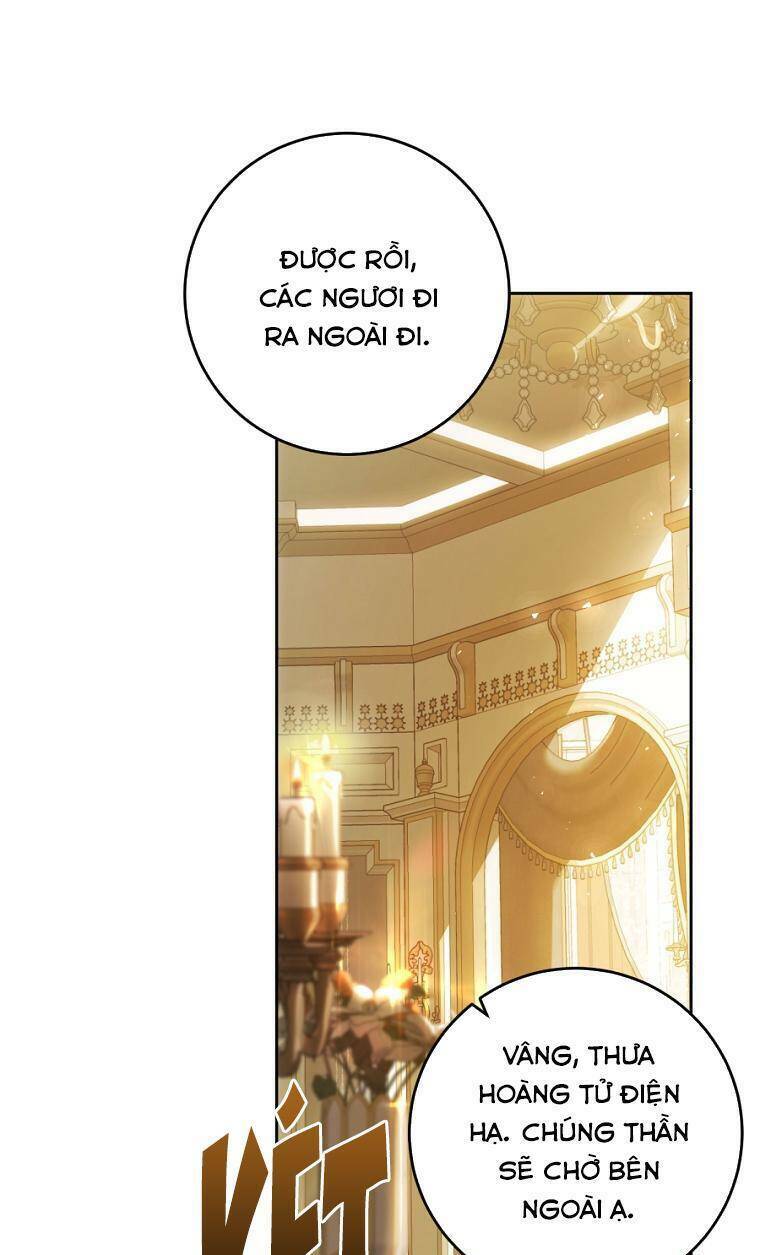 ĐƯỢC RỒI,
CÁC NGƯƠI ĐI
RA NGOÀI ĐI.
VÂNG, THƯA
HOÀNG TỬ ĐIỆN
HẠ. CHÚNG THẦN
SẼ CHỜ BÊN
NGOÀI Ạ.
VÉT